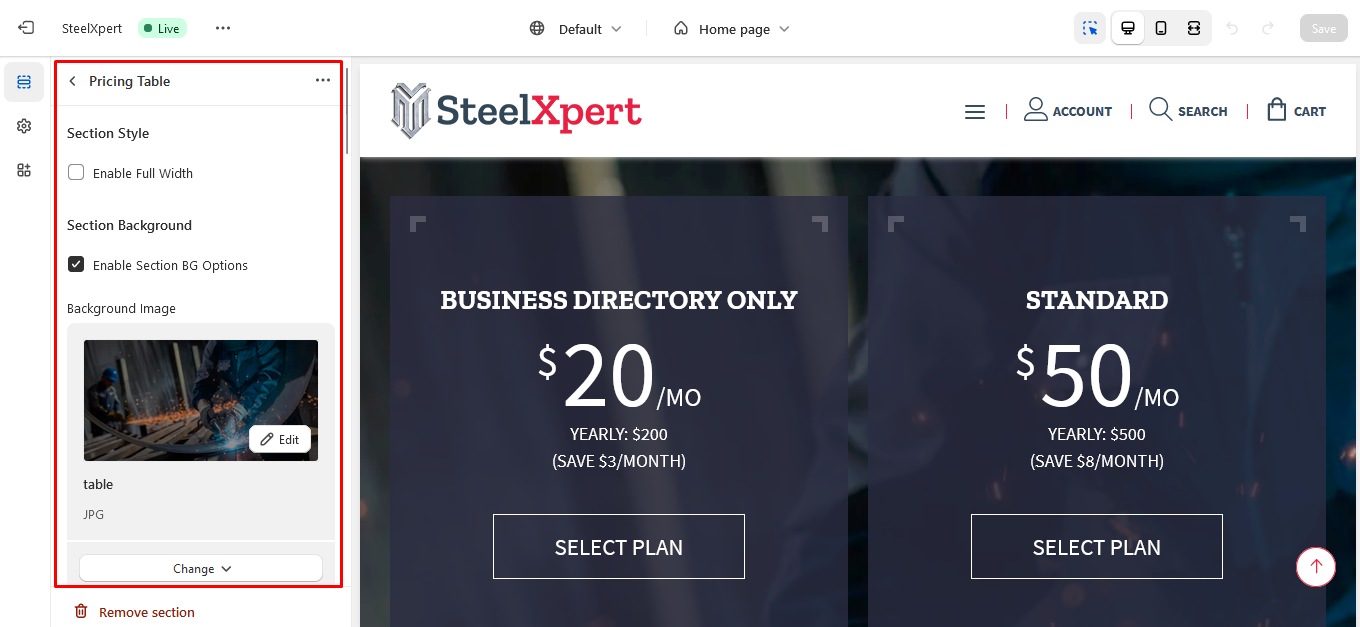 SteelXpert
Live
Default
Home page
Save
Pricing Table
Section Style
Enable Full Width
Section Background
Enable Section BG Options
Background Image
Edit
table
JPG
Change
Remove section
SteelXpert
ACCOUNT
SEARCH
CART
BUSINESS DIRECTORY ONLY
$20/MO
YEARLY: $200
(SAVE $3/MONTH)
SELECT PLAN
STANDARD
$50/MO
YEARLY: $500
(SAVE $8/MONTH)
SELECT PLAN